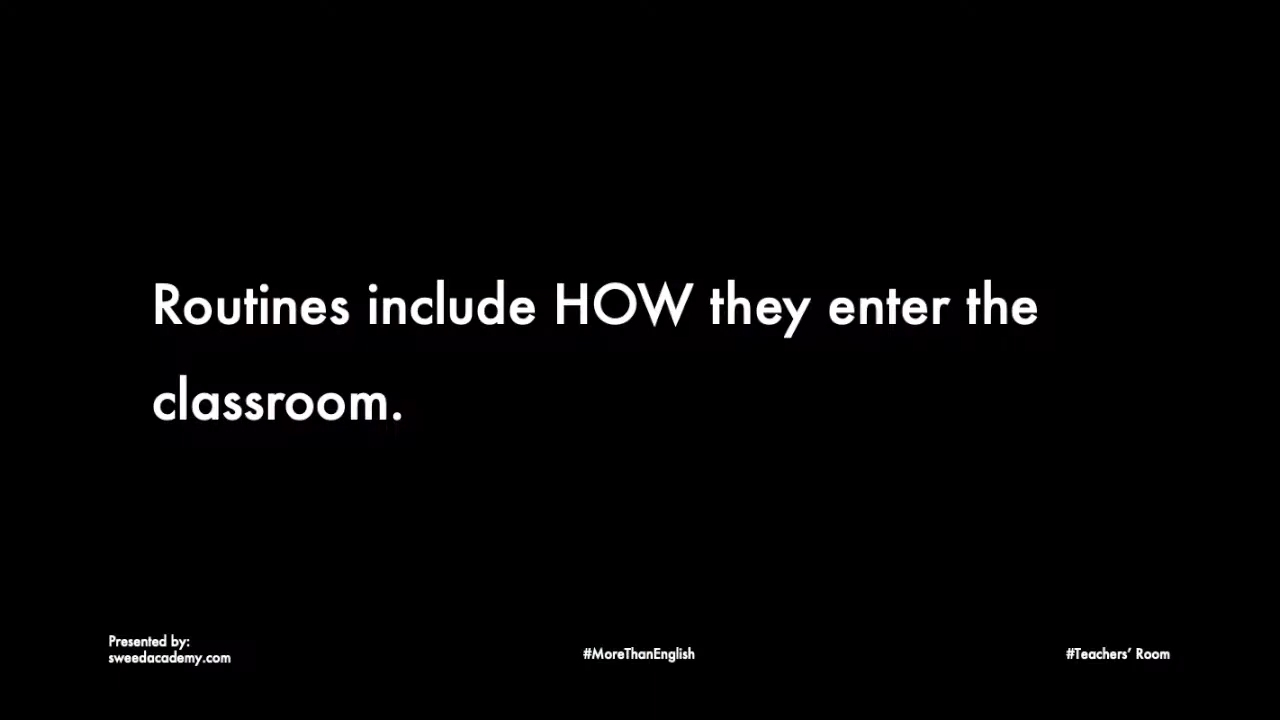 Routines include HOW they enter the
classroom.
Presented by:
sweedacademy.com
#MoreThanEnglish
#Teachers’ Room